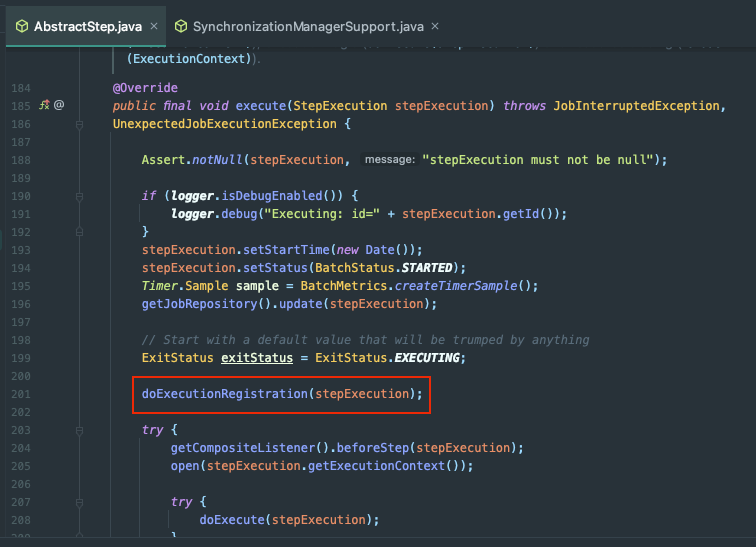 AbstractStep.java ×
SynchronizationManagerSupport.java ×
(ExecutionContext)).
184 @Override
185 @ public final void execute(StepExecution stepExecution) throws JobInterruptedException,
186 UnexpectedJobExecutionException {
187
188 Assert.notNull(stepExecution, message: "stepExecution must not be null");
189
190 if (logger.isDebugEnabled()) {
191 logger.debug("Executing: id=" + stepExecution.getId());
192 }
193 stepExecution.setStartTime(new Date());
194 stepExecution.setStatus(BatchStatus.STARTED);
195 Timer.Sample sample = BatchMetrics.createTimerSample();
196 getJobRepository().update(stepExecution);
197
198 // Start with a default value that will be trumped by anything
199 ExitStatus exitStatus = ExitStatus.EXECUTING;
200
201 doExecutionRegistration(stepExecution);
202
203 try {
204 getCompositeListener().beforeStep(stepExecution);
205 open(stepExecution.getExecutionContext());
206
207 try {
208 doExecute(stepExecution);
209 }